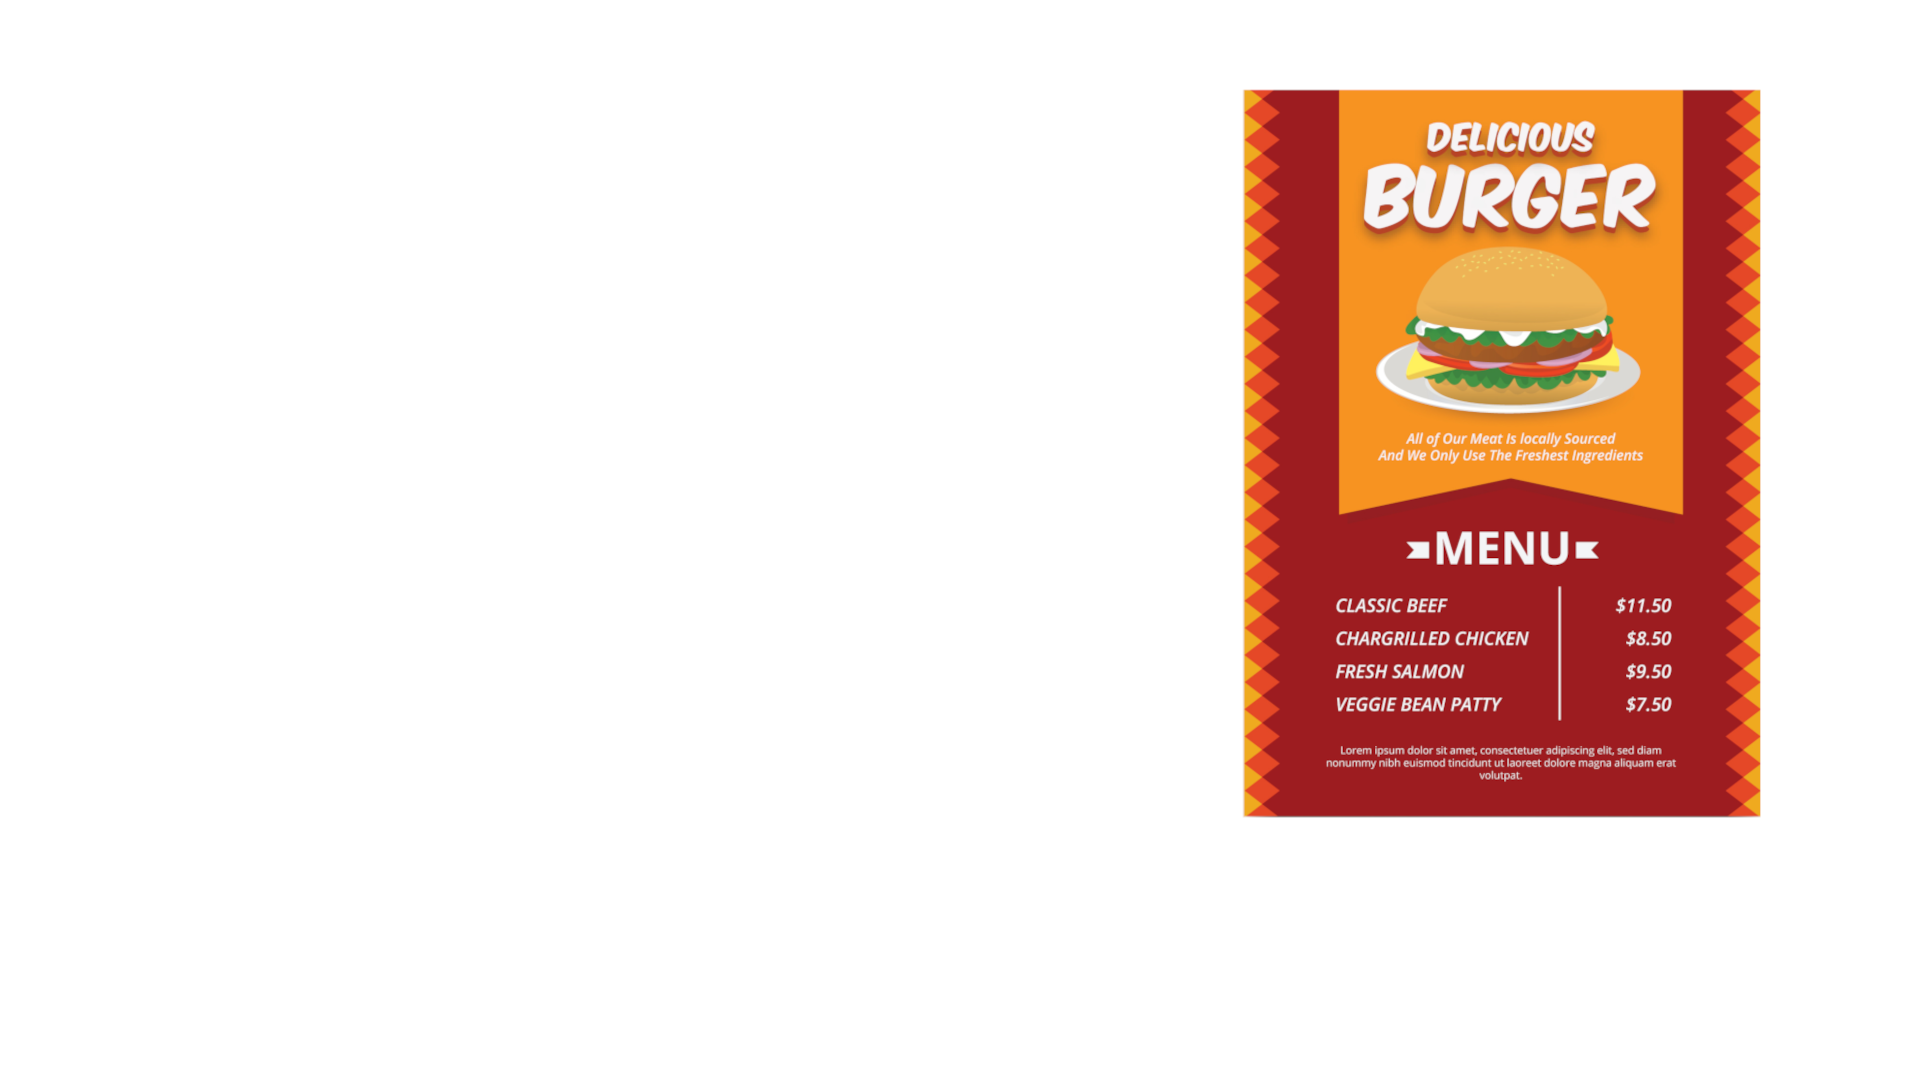 DELICIOUS
BURGER
All of Our Meat Is locally Sourced
And We Only Use The Freshest Ingredients
MENU
CLASSIC BEEF $11.50
CHARGRILLED CHICKEN $8.50
FRESH SALMON $9.50
VEGGIE BEAN PATTY $7.50
Lorem ipsum dolor sit amet, consectetuer adipiscing elit, sed diam
nonummy nibh euismod tincidunt ut laoreet dolore magna aliquam erat
volutpat.